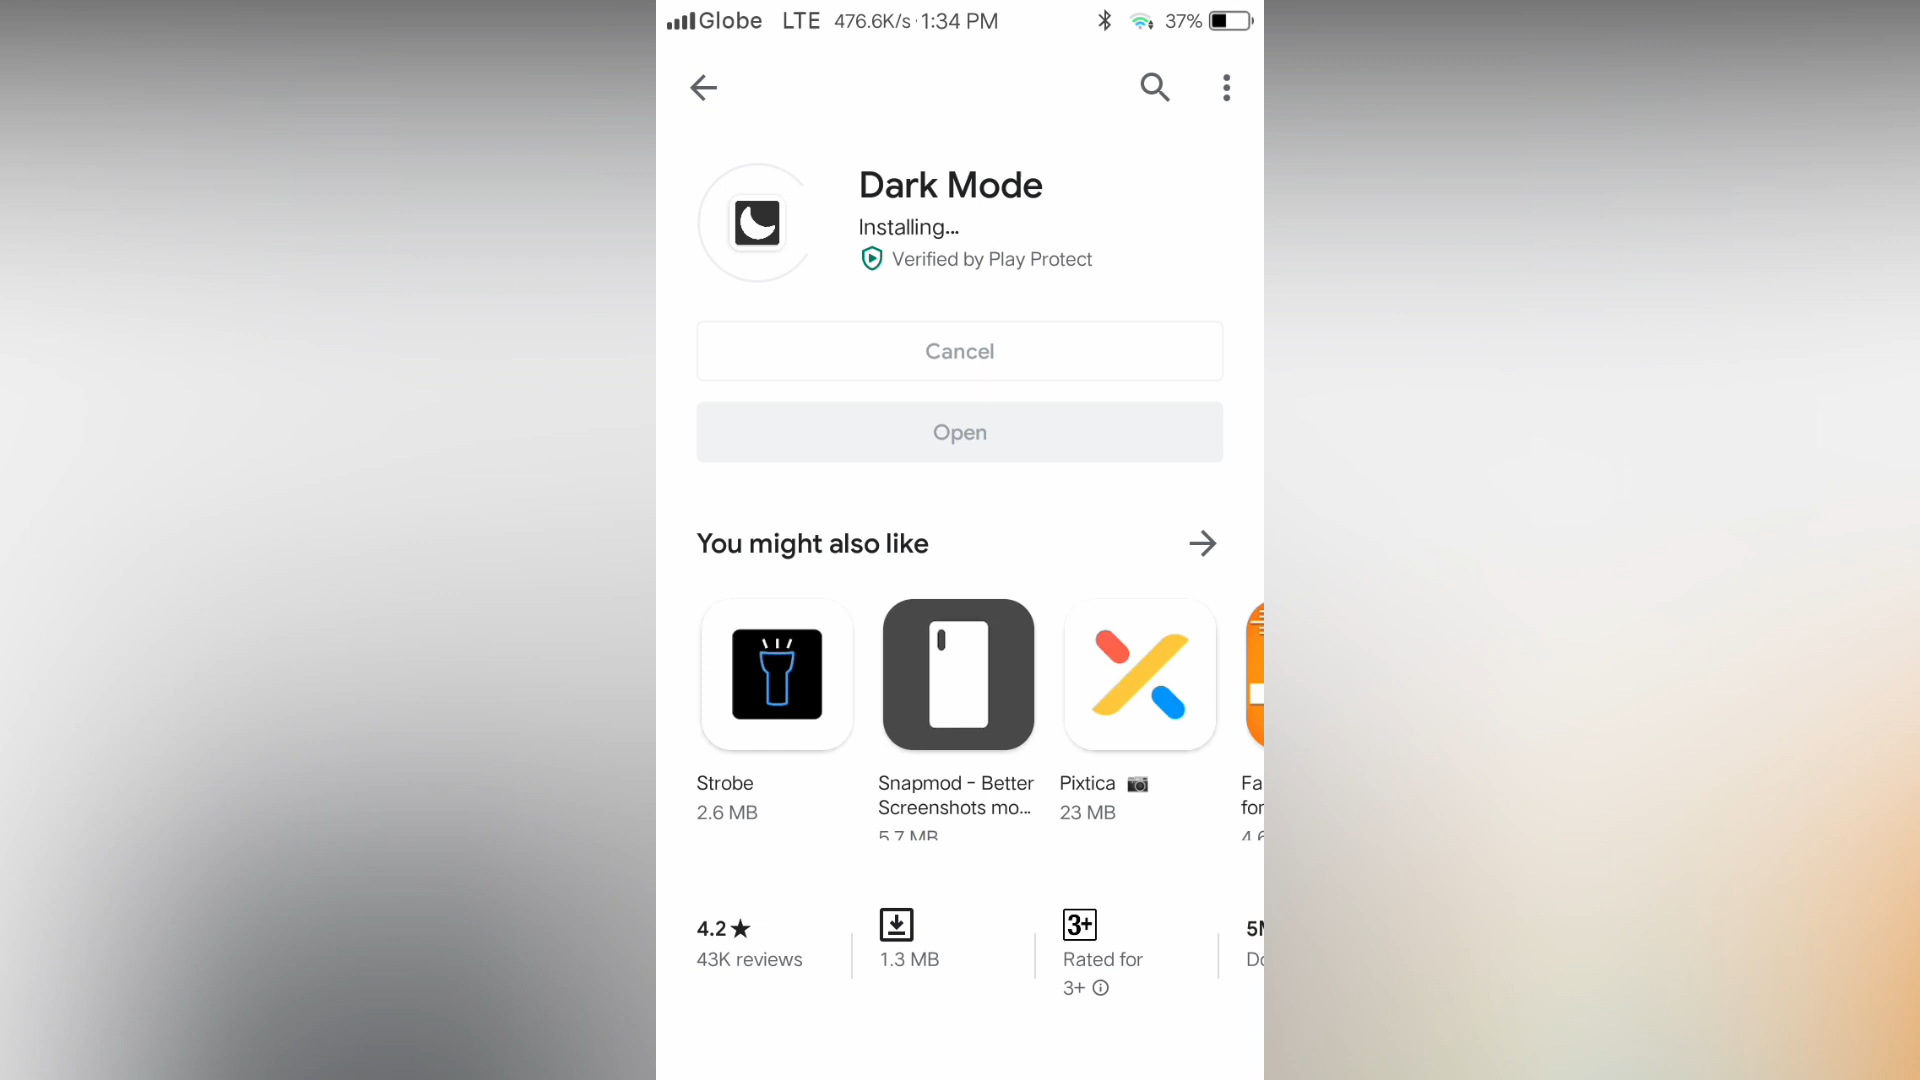 Globe LTE 476.6K/s 1:34 PM 37%
Dark Mode
Installing...
Verified by Play Protect
Cancel
Open
You might also like
Strobe
2.6 MB
Snapmod - Better
Screenshots mo...
5.7 MB
Pixtica
23 MB
Fa
for
4.6
4.2★
43K reviews
1.3 MB
3+
Rated for
3+
5M
Do